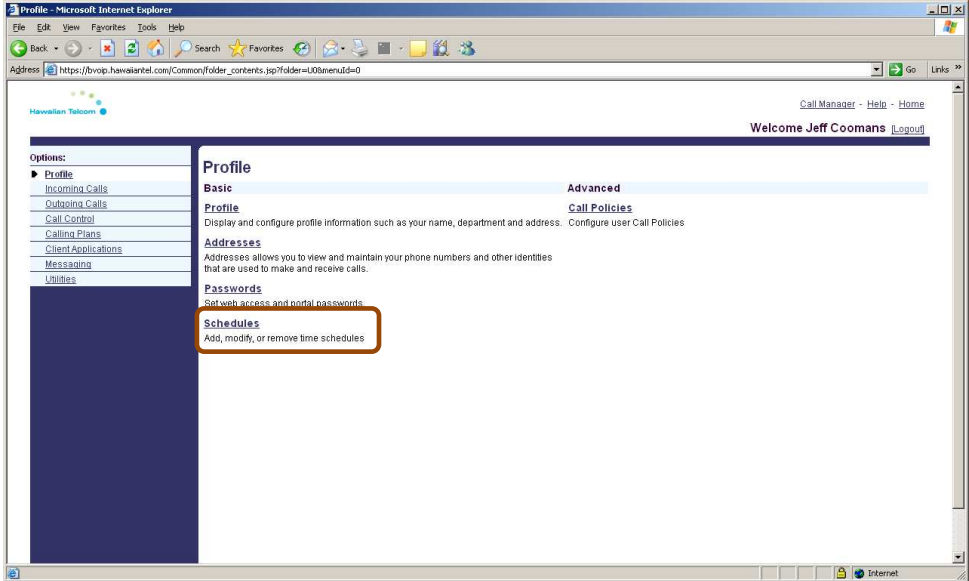 Profile - Microsoft Internet Explorer
File Edit View Favorites Tools Help
Back Search Favorites
Address https://bvoip.hawaiiantel.com/Common/folder_contents.jsp?folder=U0&menuId=0 Go Links »
Hawaiian Telcom
Call Manager - Help - Home
Welcome Jeff Coomans [Logout]
Options:
Profile
Incoming Calls
Outgoing Calls
Call Control
Calling Plans
Client Applications
Messaging
Utilities
Profile
Basic Advanced
Profile Call Policies
Display and configure profile information such as your name, department and address. Configure user Call Policies
Addresses
Addresses allows you to view and maintain your phone numbers and other identities
that are used to make and receive calls.
Passwords
Set web access and portal passwords
Schedules
Add, modify, or remove time schedules
Internet